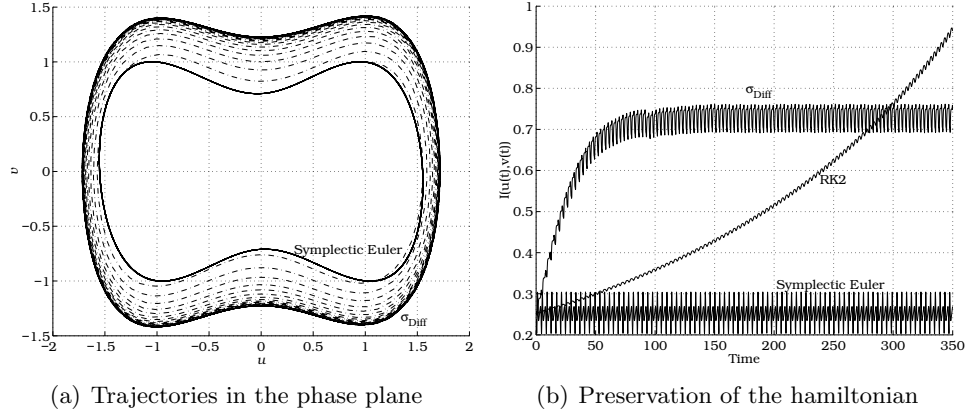 1.5
1
0.5
0
−0.5
−1
−1.5
v
Symplectic Euler
σDiff
−2 −1.5 −1 −0.5 0 0.5 1 1.5 2
u
(a) Trajectories in the phase plane
1
0.9
0.8
0.7
0.6
0.5
0.4
0.3
0.2
I(u(t),v(t))
σDiff
RK2
Symplectic Euler
0 50 100 150 200 250 300 350
Time
(b) Preservation of the hamiltonian